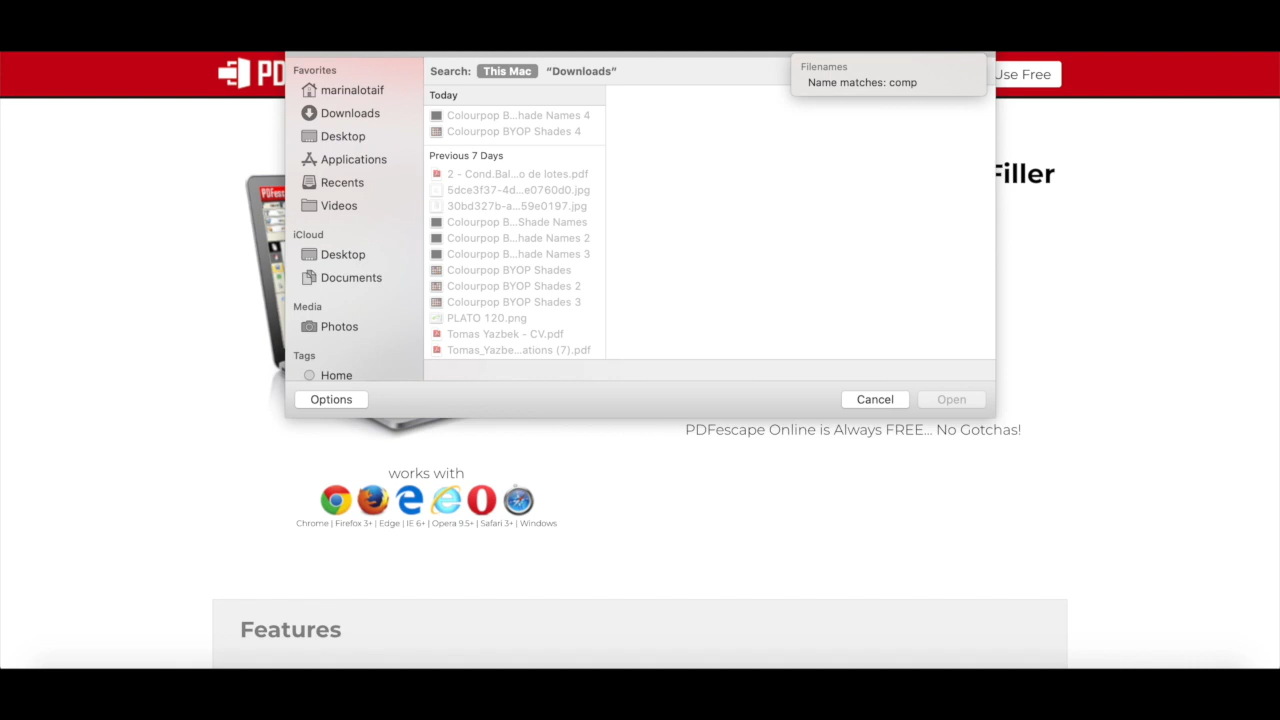 PD
Use Free
Filler
Favorites
marinalotaif
Downloads
Desktop
Applications
Recents
Videos
iCloud
Desktop
Documents
Media
Photos
Tags
Home
Search: This Mac “Downloads”
Today
Colourpop B...hade Names 4
Colourpop BYOP Shades 4
Previous 7 Days
2 - Cond.Bal...o de lotes.pdf
5dce3f37-4d...e0760d0.jpg
30bd327b-a...59e0197.jpg
Colourpop B...Shade Names
Colourpop B...hade Names 2
Colourpop B...hade Names 3
Colourpop BYOP Shades
Colourpop BYOP Shades 2
Colourpop BYOP Shades 3
PLATO 120.png
Tomas Yazbek - CV.pdf
Tomas_Yazbe...ations (7).pdf
Filenames
Name matches: comp
Options
Cancel
Open
PDFescape Online is Always FREE... No Gotchas!
works with
Chrome | Firefox 3+ | Edge | IE 6+ | Opera 9.5+ | Safari 3+ | Windows
Features